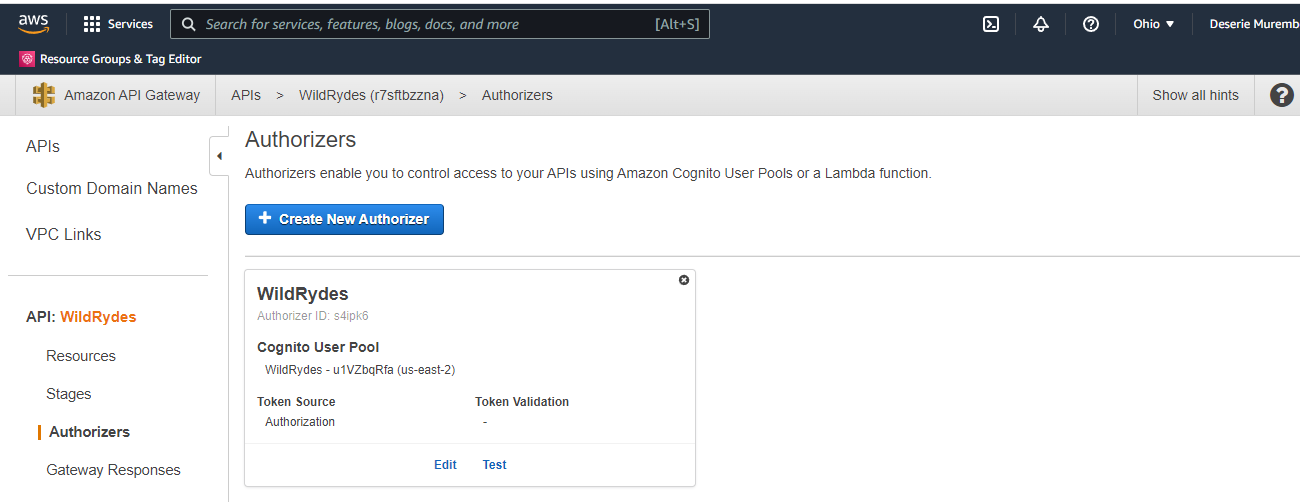 aws Services Search for services, features, blogs, docs, and more [Alt+S] Ohio Deserie Muremb
Resource Groups & Tag Editor
Amazon API Gateway APIs > WildRydes (r7sftbzzna) > Authorizers Show all hints ?
APIs
Custom Domain Names
VPC Links
API: WildRydes
Resources
Stages
Authorizers
Gateway Responses
Authorizers
Authorizers enable you to control access to your APIs using Amazon Cognito User Pools or a Lambda function.
+ Create New Authorizer
WildRydes
Authorizer ID: s4ipk6
Cognito User Pool
WildRydes - u1VZbqRfa (us-east-2)
Token Source Token Validation
Authorization -
Edit Test